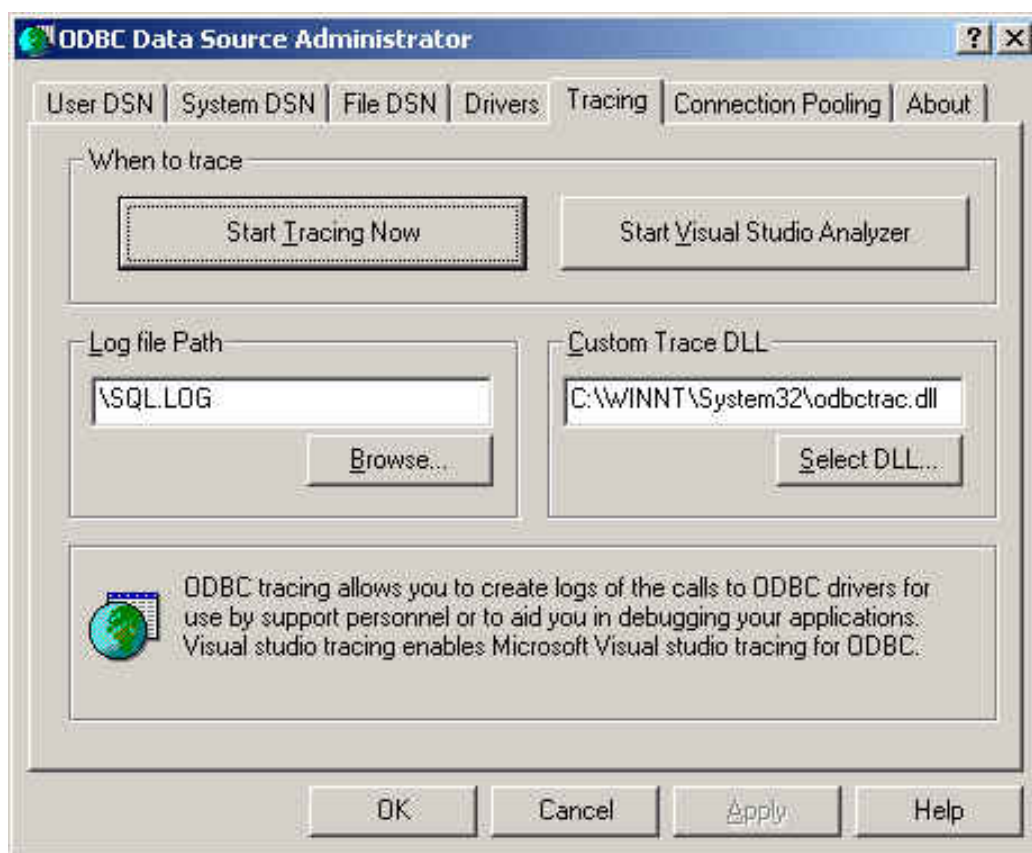 ODBC Data Source Administrator
User DSN System DSN File DSN Drivers Tracing Connection Pooling About
When to trace
Start Tracing Now Start Visual Studio Analyzer
Log file Path Custom Trace DLL
\SQL.LOG C:\WINNT\System32\odbctrac.dll
Browse... Select DLL...
ODBC tracing allows you to create logs of the calls to ODBC drivers for
use by support personnel or to aid you in debugging your applications.
Visual studio tracing enables Microsoft Visual studio tracing for ODBC.
OK Cancel Apply Help